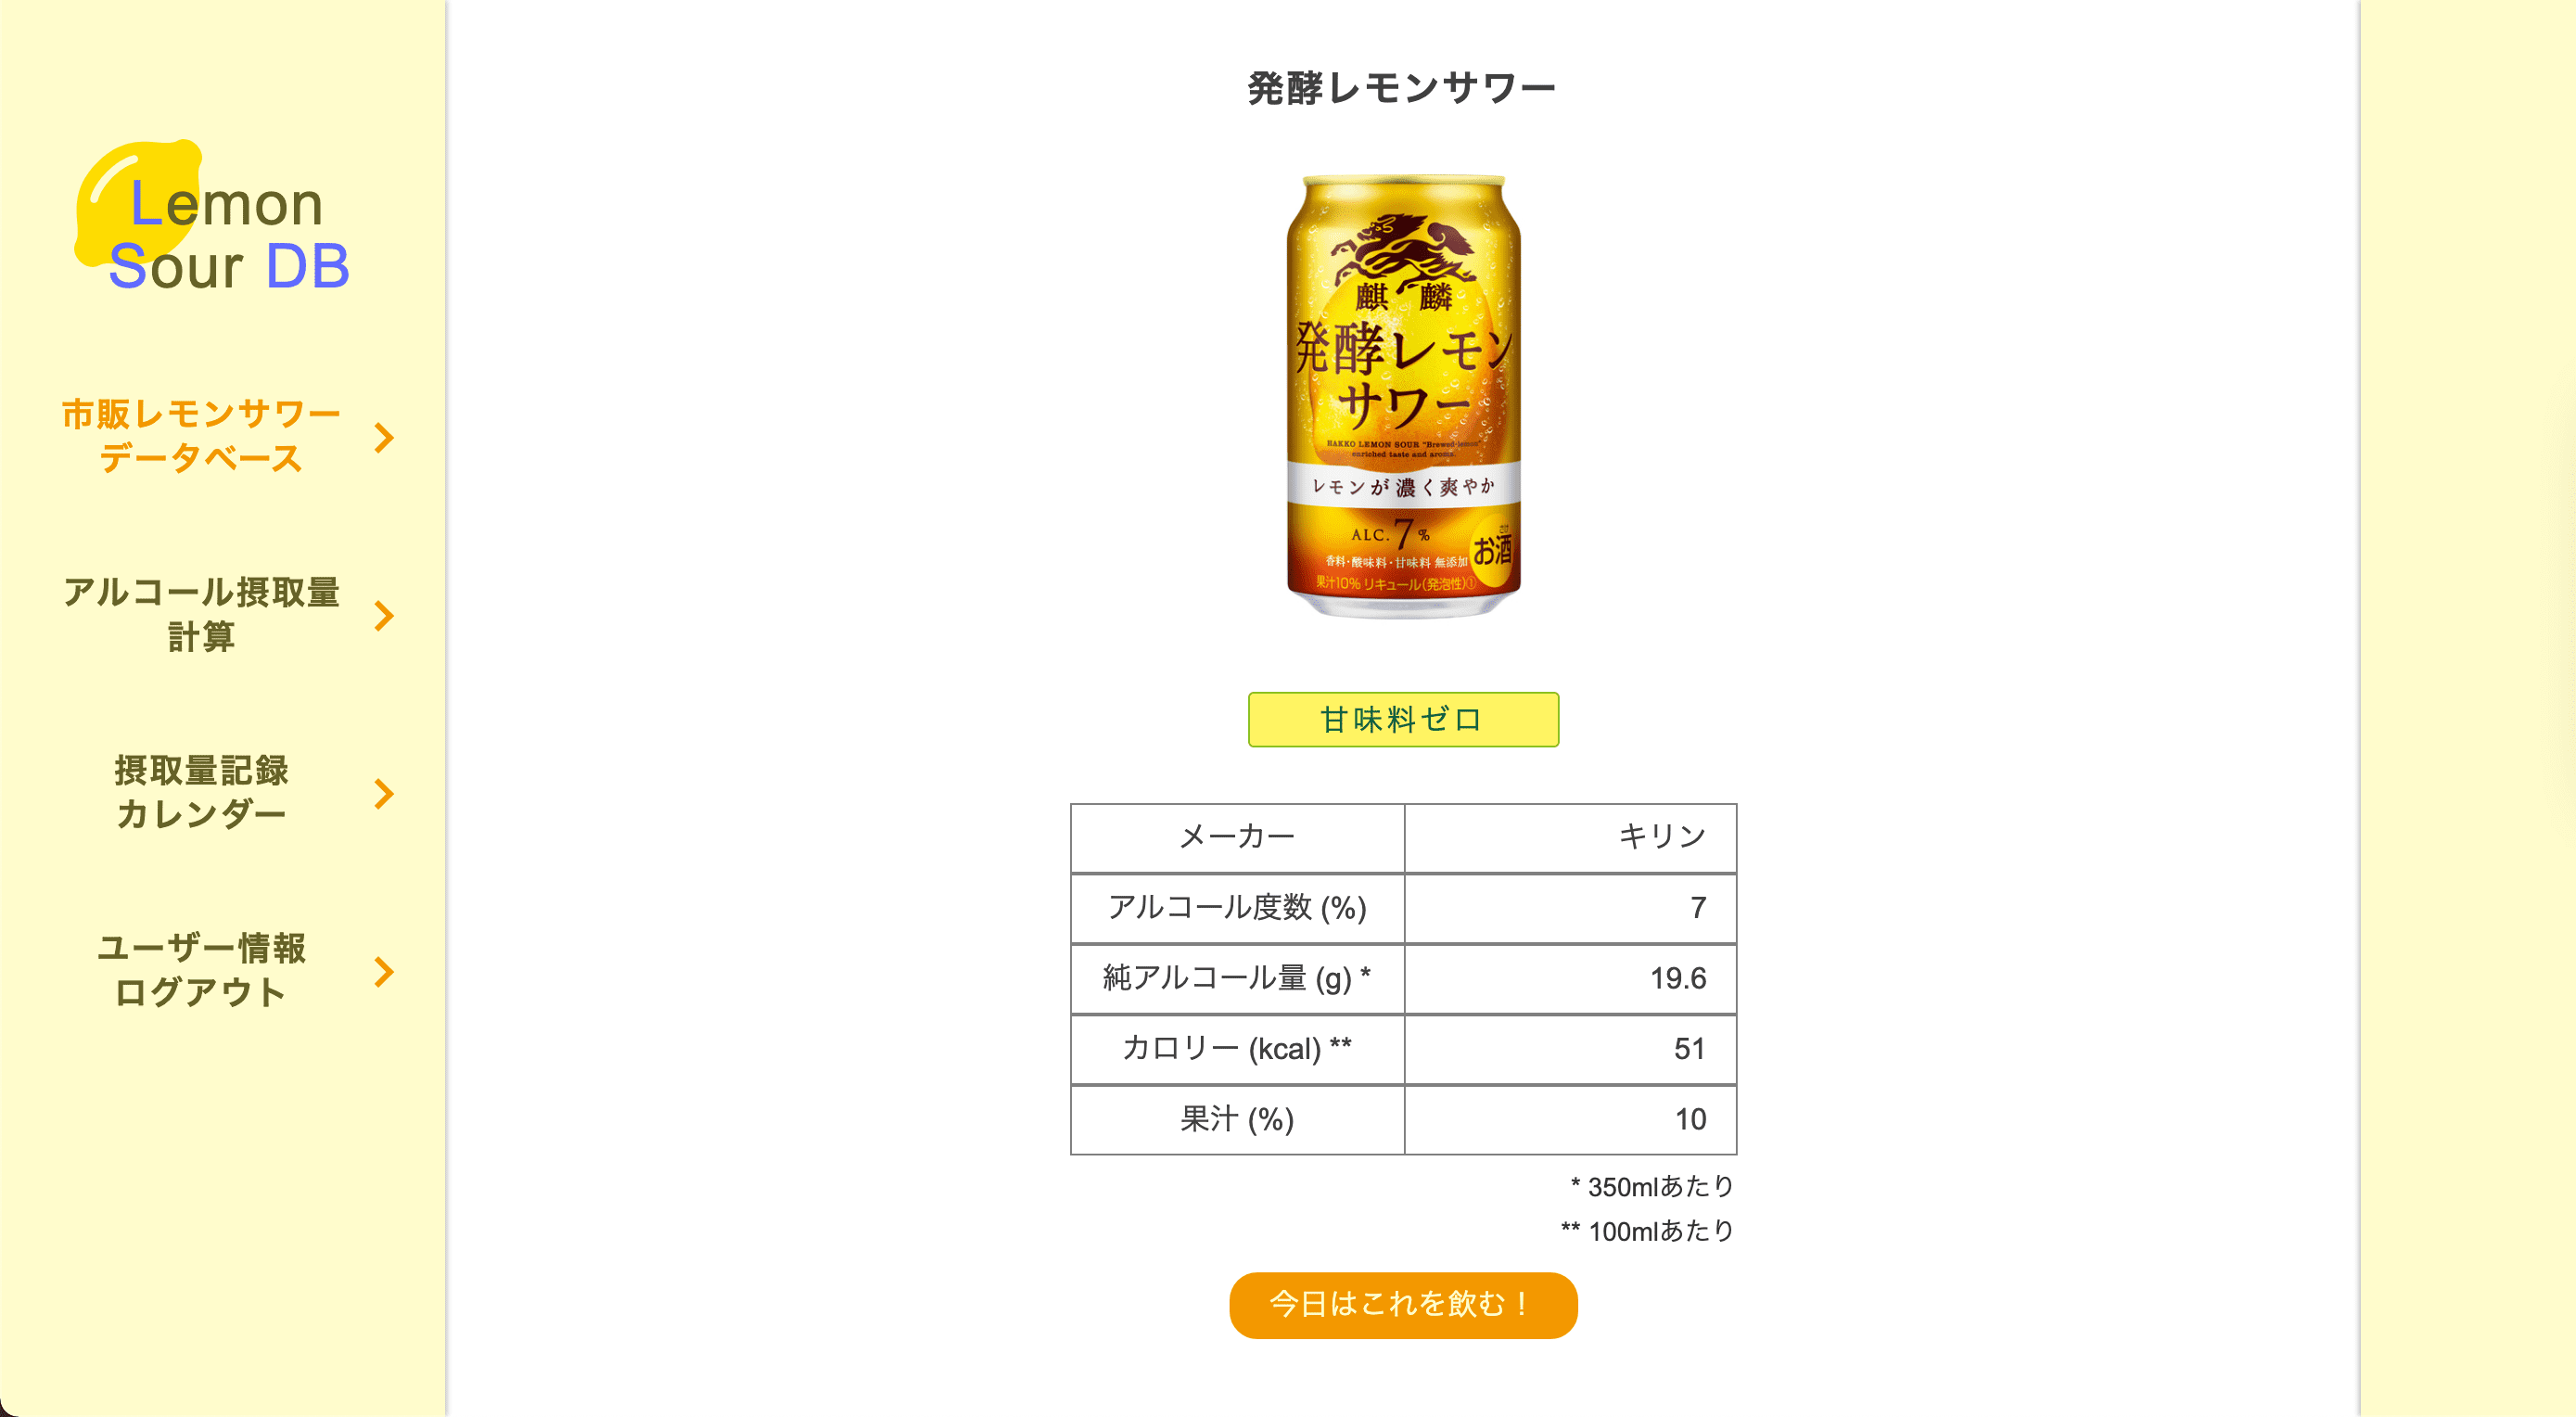 Lemon
Sour DB
市販レモンサワー
データベース
アルコール摂取量
計算
摂取量記録
カレンダー
ユーザー情報
ログアウト
発酵レモンサワー
麒麟
発酵レモン
サワー
HAKKO LEMON SOUR "Brewed-lemon"
enriched taste and aroma.
レモンが濃く爽やか
ALC.7%
香料・酸味料・甘味料 無添加
お酒
果汁10% リキュール(発泡性)①
甘味料ゼロ
メーカー キリン
アルコール度数 (%) 7
純アルコール量 (g) * 19.6
カロリー (kcal) ** 51
果汁 (%) 10
* 350mlあたり
** 100mlあたり
今日はこれを飲む！